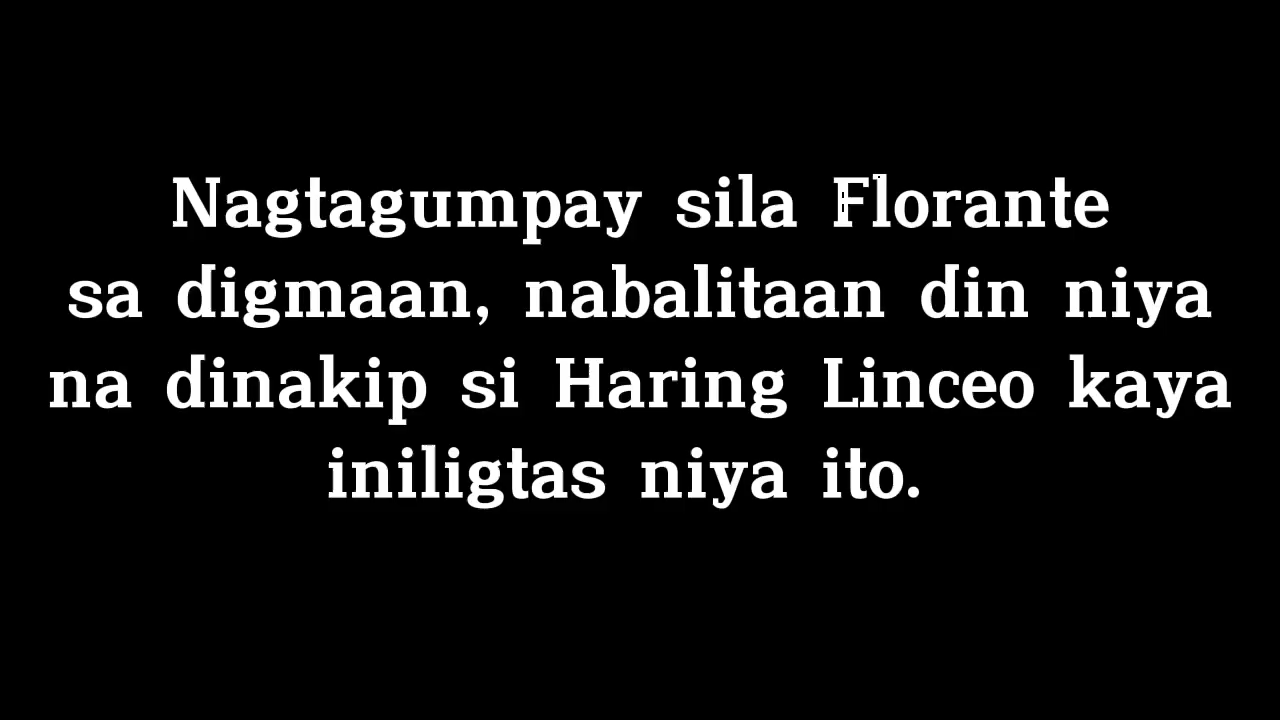 Nagtagumpay sila Florante
sa digmaan, nabalitaan din niya
na dinakip si Haring Linceo kaya
iniligtas niya ito.